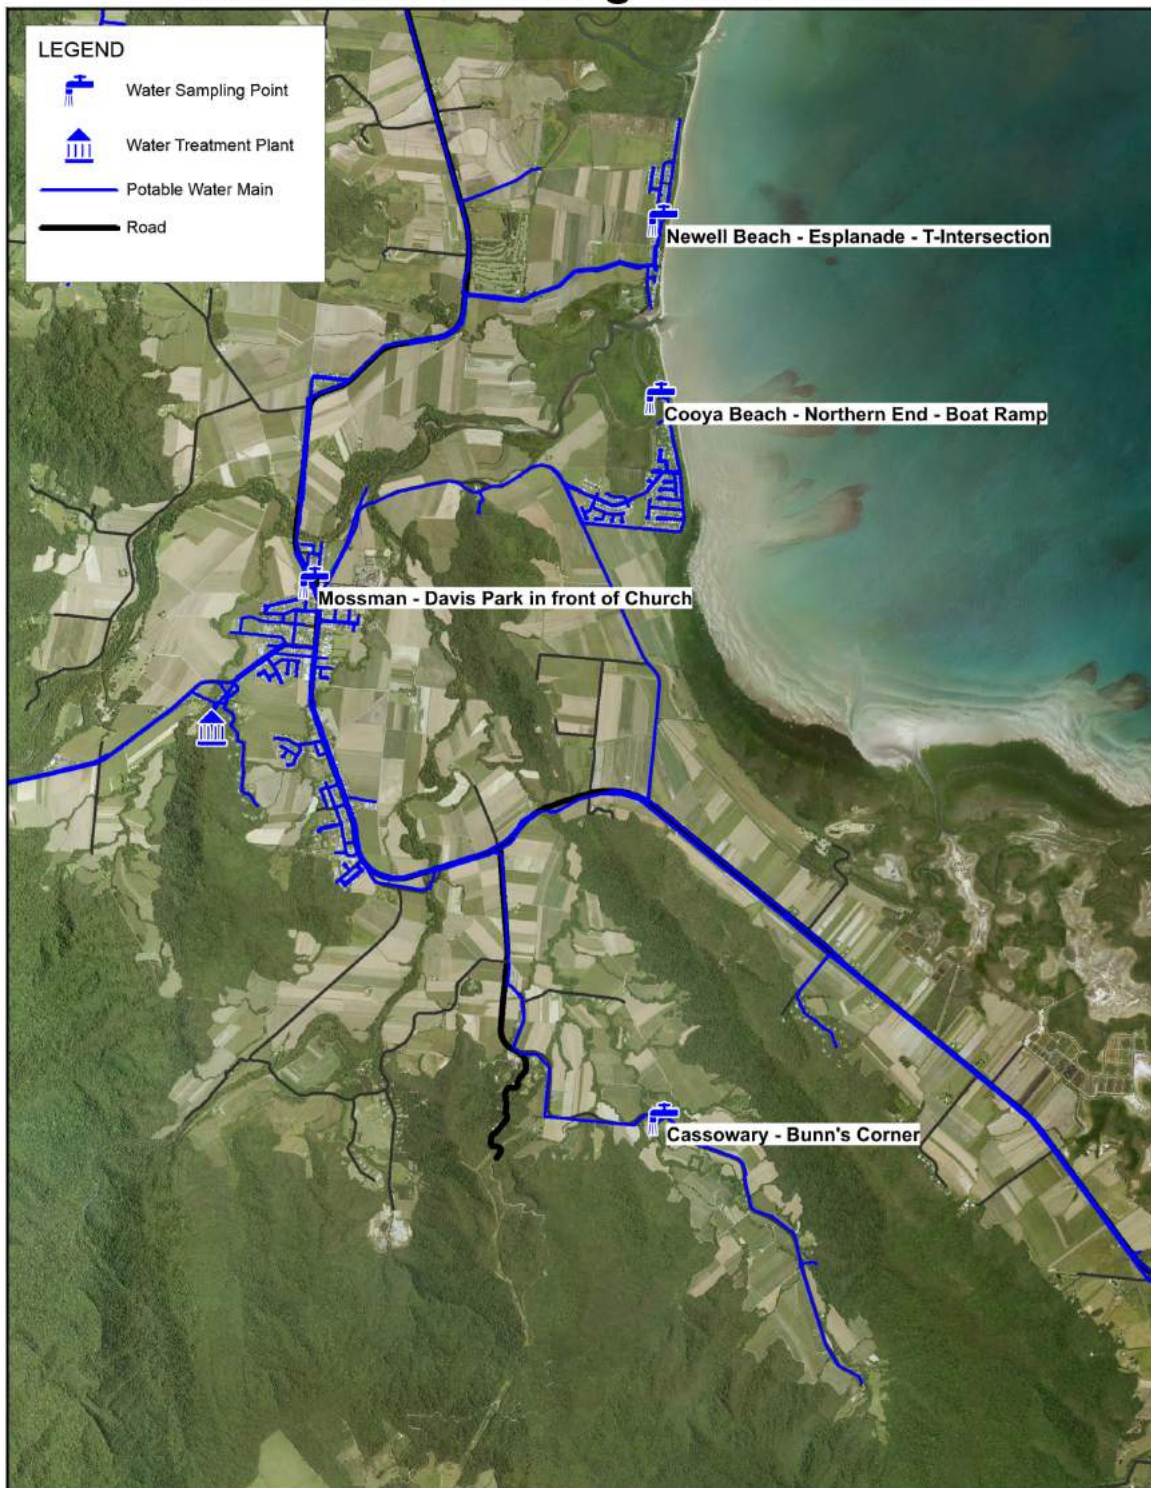 LEGEND
Water Sampling Point
Water Treatment Plant
Potable Water Main
Road
Newell Beach - Esplanade - T-Intersection
Cooya Beach - Northern End - Boat Ramp
Mossman - Davis Park in front of Church
Cassowary - Bunn's Corner